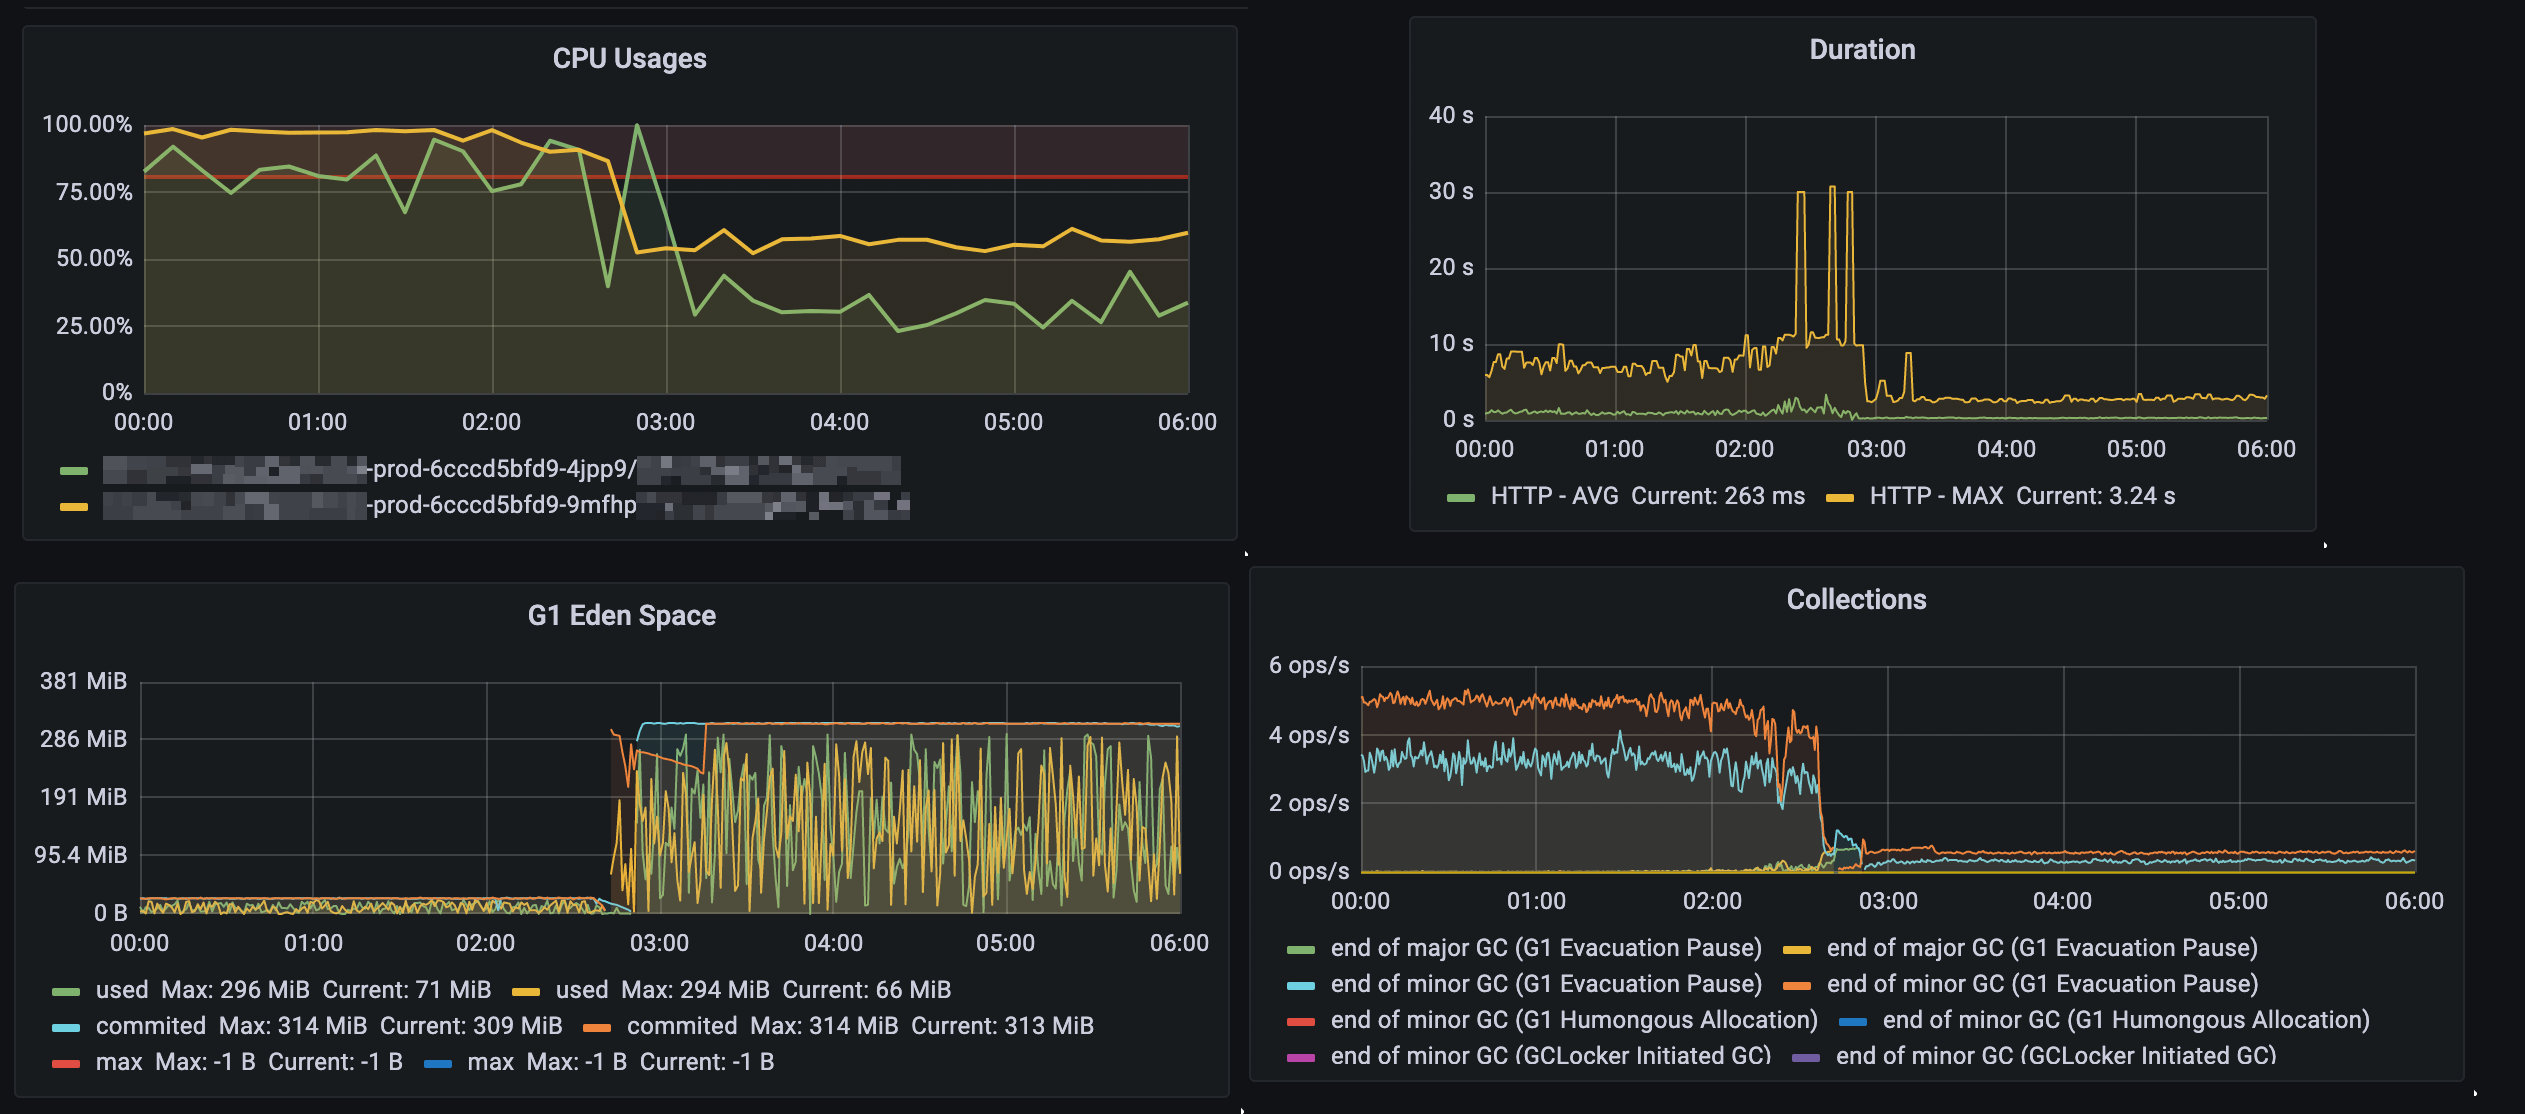 CPU Usages
100.00%
75.00%
50.00%
25.00%
0%
00:00 01:00 02:00 03:00 04:00 05:00 06:00
-prod-6cccd5bfd9-4jpp9/
-prod-6cccd5bfd9-9mfhp
Duration
40 s
30 s
20 s
10 s
0 s
00:00 01:00 02:00 03:00 04:00 05:00 06:00
HTTP - AVG Current: 263 ms HTTP - MAX Current: 3.24 s
G1 Eden Space
381 MiB
286 MiB
191 MiB
95.4 MiB
0 B
00:00 01:00 02:00 03:00 04:00 05:00 06:00
used Max: 296 MiB Current: 71 MiB used Max: 294 MiB Current: 66 MiB
commited Max: 314 MiB Current: 309 MiB commited Max: 314 MiB Current: 313 MiB
max Max: -1 B Current: -1 B max Max: -1 B Current: -1 B
Collections
6 ops/s
4 ops/s
2 ops/s
0 ops/s
00:00 01:00 02:00 03:00 04:00 05:00 06:00
end of major GC (G1 Evacuation Pause) end of major GC (G1 Evacuation Pause)
end of minor GC (G1 Evacuation Pause) end of minor GC (G1 Evacuation Pause)
end of minor GC (G1 Humongous Allocation) end of minor GC (G1 Humongous Allocation)
end of minor GC (GCLocker Initiated GC) end of minor GC (GCLocker Initiated GC)